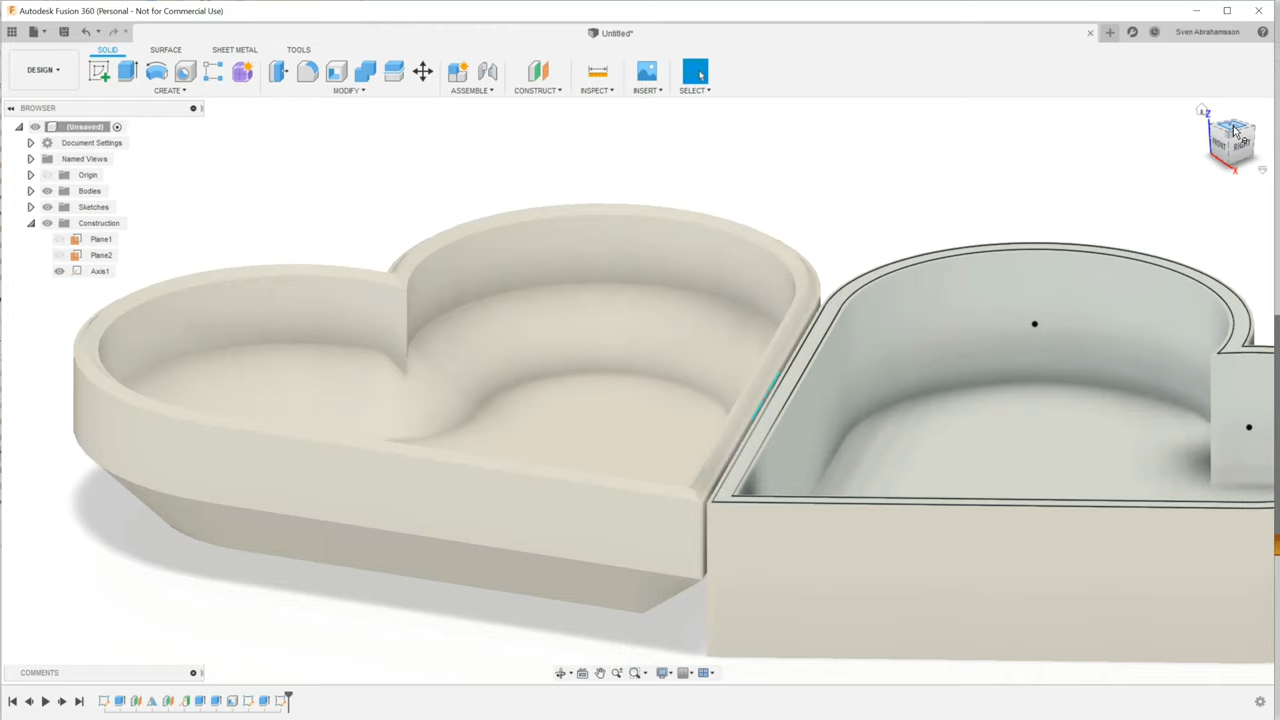 Autodesk Fusion 360 (Personal - Not for Commercial Use)
Untitled*
Sven Abrahamsson
DESIGN
SOLID SURFACE SHEET METAL TOOLS
CREATE MODIFY ASSEMBLE CONSTRUCT INSPECT INSERT SELECT
BROWSER
(Unsaved)
Document Settings
Named Views
Origin
Bodies
Sketches
Construction
Plane1
Plane2
Axis1
Z
FRONT RIGHT
X
COMMENTS